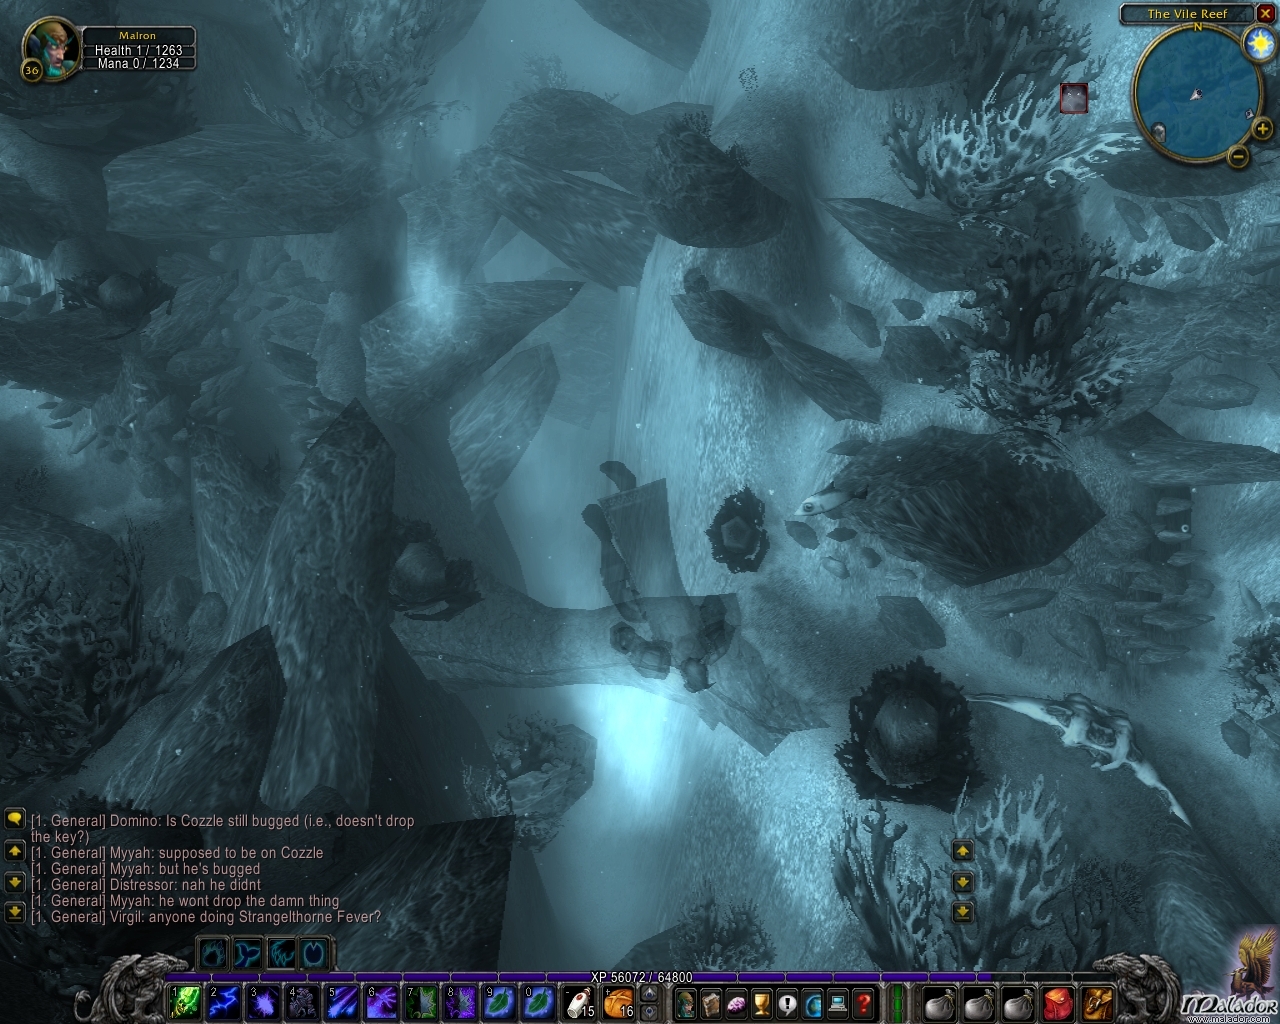 Malron
Health 1 / 1263
Mana 0 / 1234
36
The Vile Reef
N
[1. General] Domino: Is Cozzle still bugged (i.e., doesn't drop
the key?)
[1. General] Myyah: supposed to be on Cozzle
[1. General] Myyah: but he's bugged
[1. General] Distressor: nah he didnt
[1. General] Myyah: he wont drop the damn thing
[1. General] Virgil: anyone doing Strangelthorne Fever?
XP 56072 / 64800
1 2 3 4 5 6 7 8 9 0 - +
15 16
Malador
www.malador.com